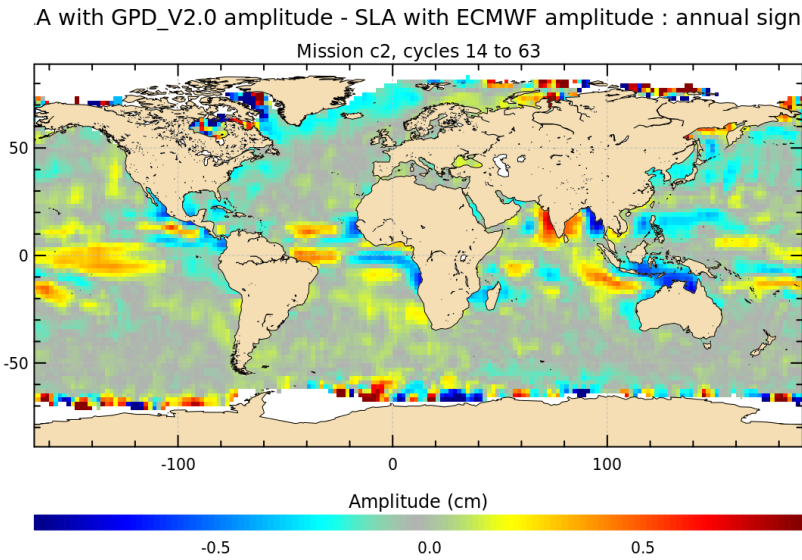 .A with GPD_V2.0 amplitude - SLA with ECMWF amplitude : annual sign
Mission c2, cycles 14 to 63
50
0
-50
-100 0 100
Amplitude (cm)
-0.5 0.0 0.5